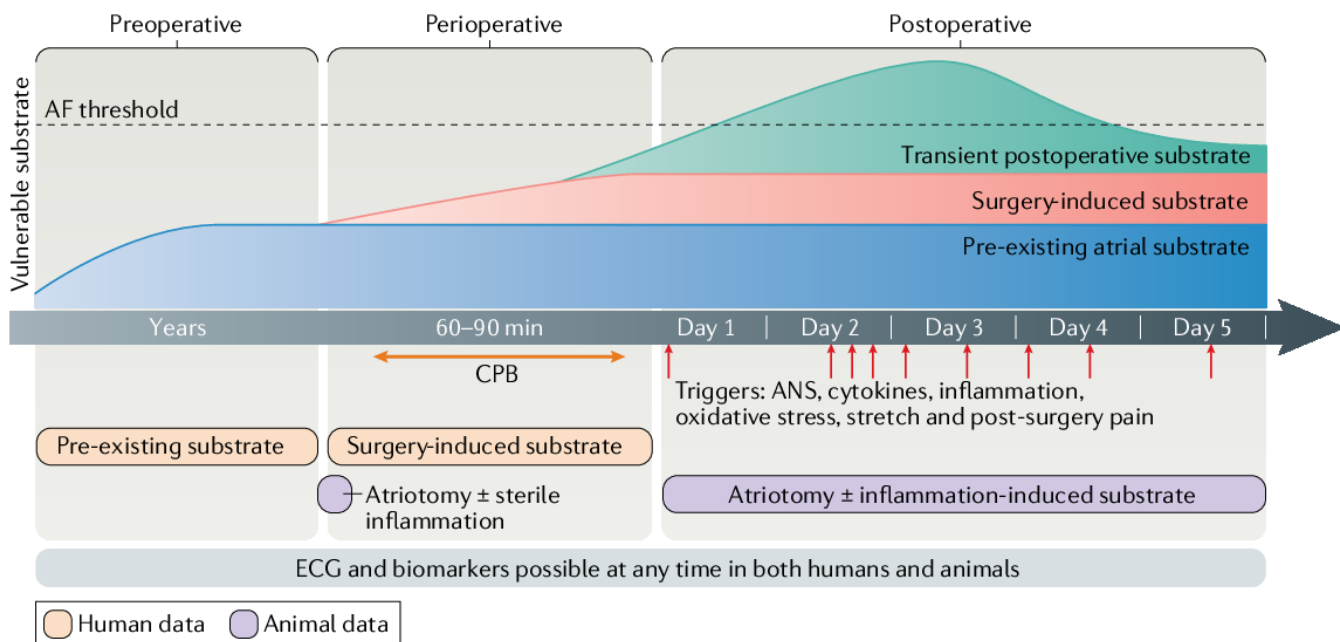 Preoperative
Perioperative
Postoperative
Vulnerable substrate
AF threshold
Transient postoperative substrate
Surgery-induced substrate
Pre-existing atrial substrate
Years
60–90 min
Day 1
Day 2
Day 3
Day 4
Day 5
CPB
Triggers: ANS, cytokines, inflammation,
oxidative stress, stretch and post-surgery pain
Pre-existing substrate
Surgery-induced substrate
Atriotomy ± sterile
inflammation
Atriotomy ± inflammation-induced substrate
ECG and biomarkers possible at any time in both humans and animals
Human data
Animal data